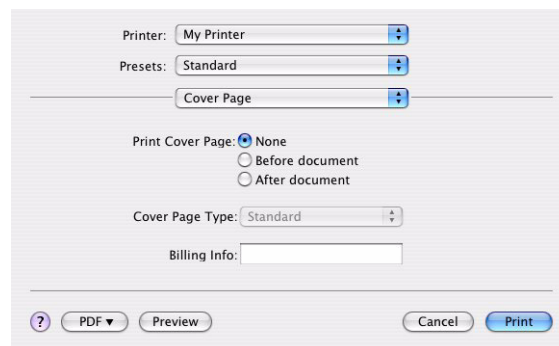 Printer: My Printer
Presets: Standard
Cover Page
Print Cover Page: None
Before document
After document
Cover Page Type: Standard
Billing Info:
? PDF▼ Preview Cancel Print